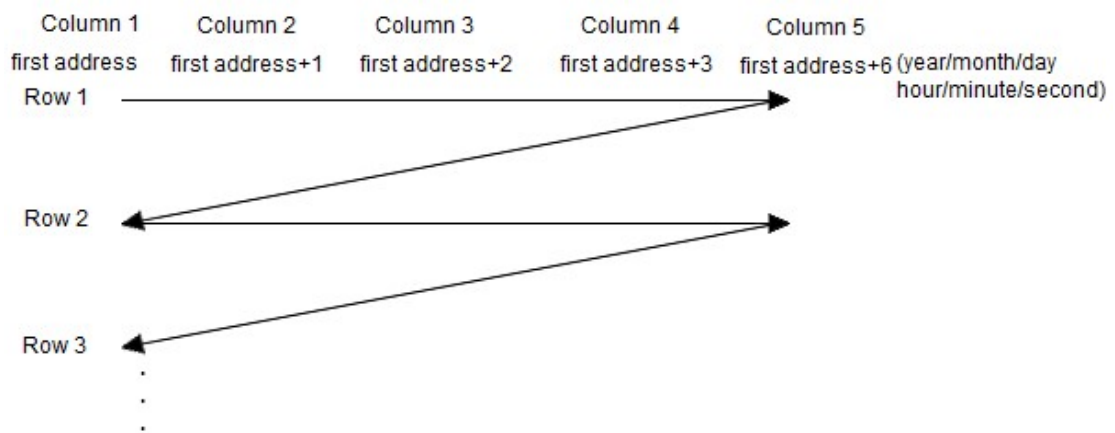 Column 1 Column 2 Column 3 Column 4 Column 5
first address first address+1 first address+2 first address+3 first address+6 (year/month/day
hour/minute/second)
Row 1
Row 2
Row 3
.
.
.